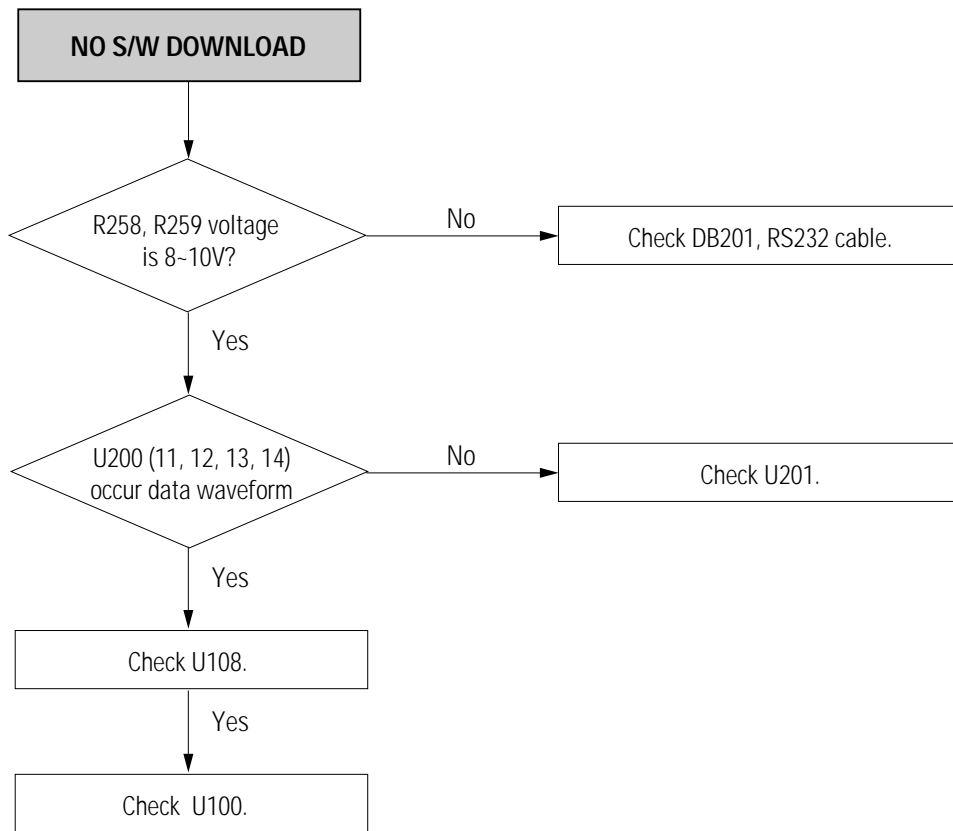 NO S/W DOWNLOAD
R258, R259 voltage
is 8~10V?
No
Check DB201, RS232 cable.
Yes
U200 (11, 12, 13, 14)
occur data waveform
No
Check U201.
Yes
Check U108.
Yes
Check U100.